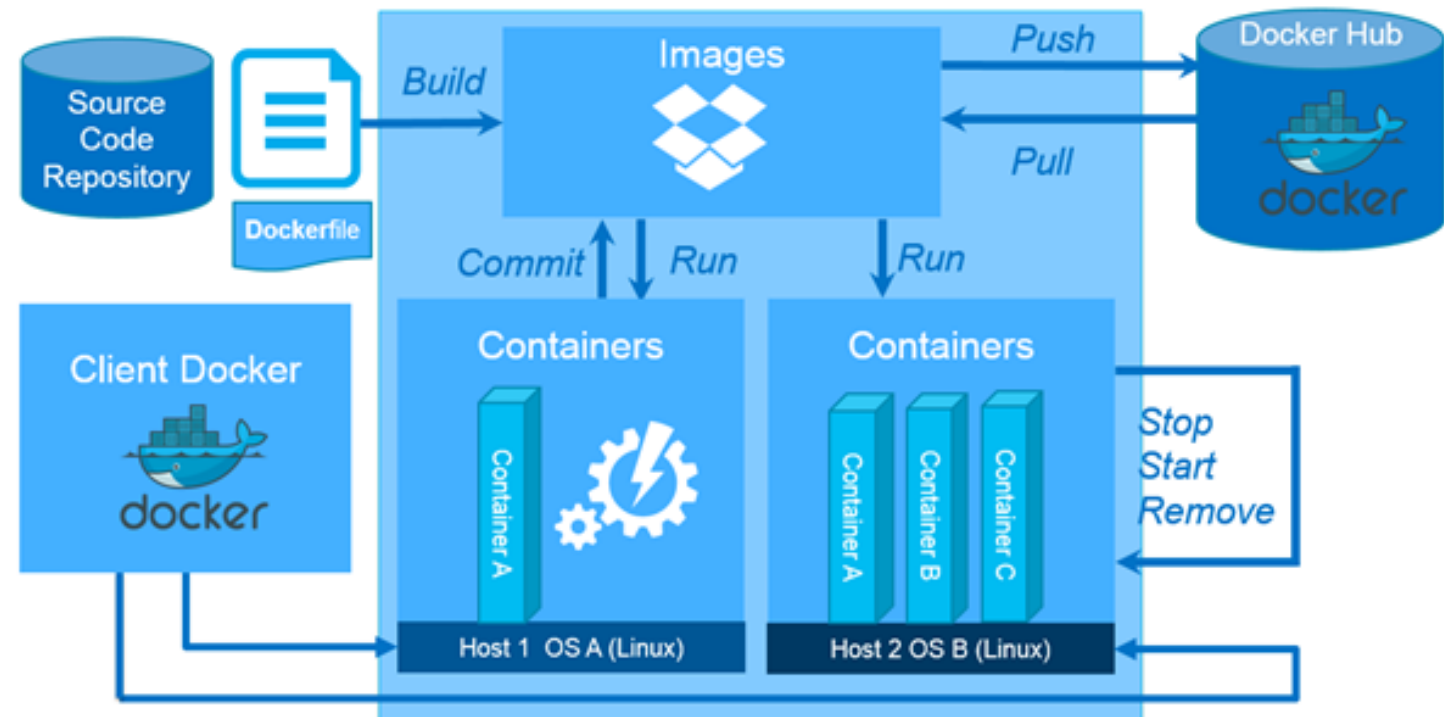 Source
Code
Repository
Dockerfile
Build
Images
Push
Pull
Docker Hub
docker
Commit
Run
Run
Client Docker
docker
Containers
Container A
Host 1 OS A (Linux)
Containers
Container A
Container B
Container C
Host 2 OS B (Linux)
Stop
Start
Remove